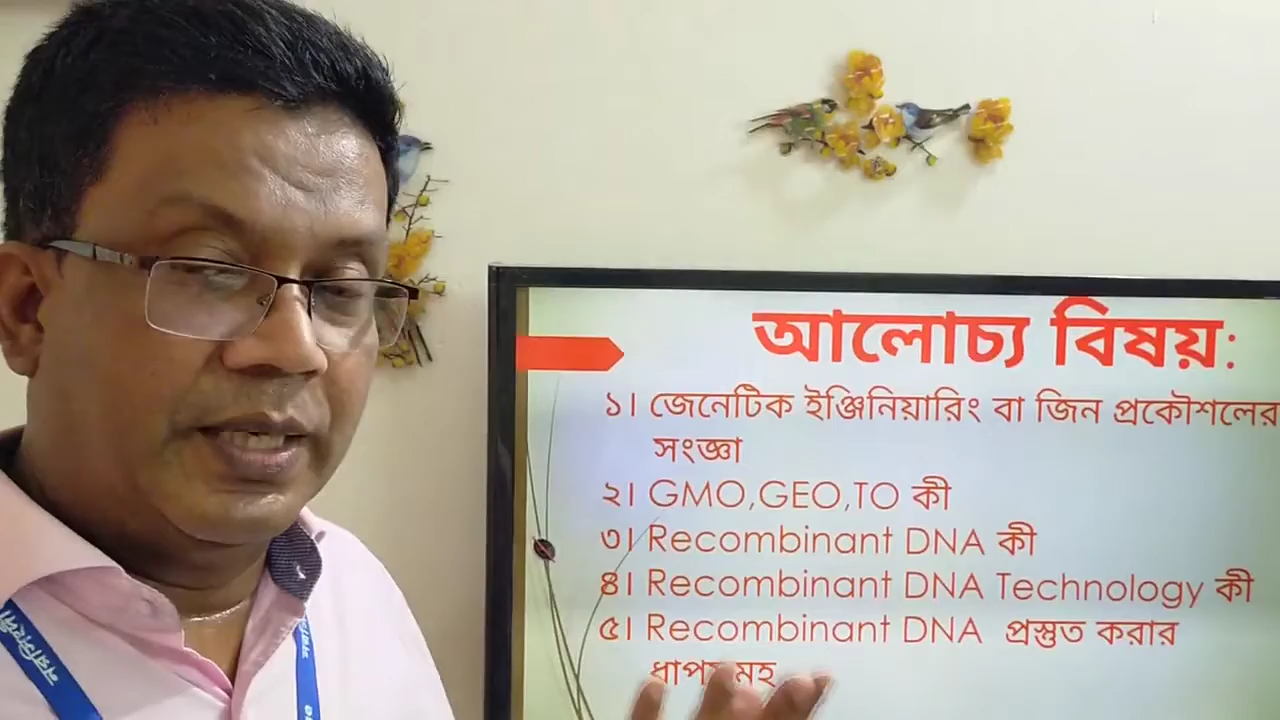 আলোচ্য বিষয়:
১। জেনেটিক ইঞ্জিনিয়ারিং বা জিন প্রকৌশলের
সংজ্ঞা
২। GMO,GEO,TO কী
৩। Recombinant DNA কী
৪। Recombinant DNA Technology কী
৫। Recombinant DNA প্রস্তুত করার
ধাপসমূহ